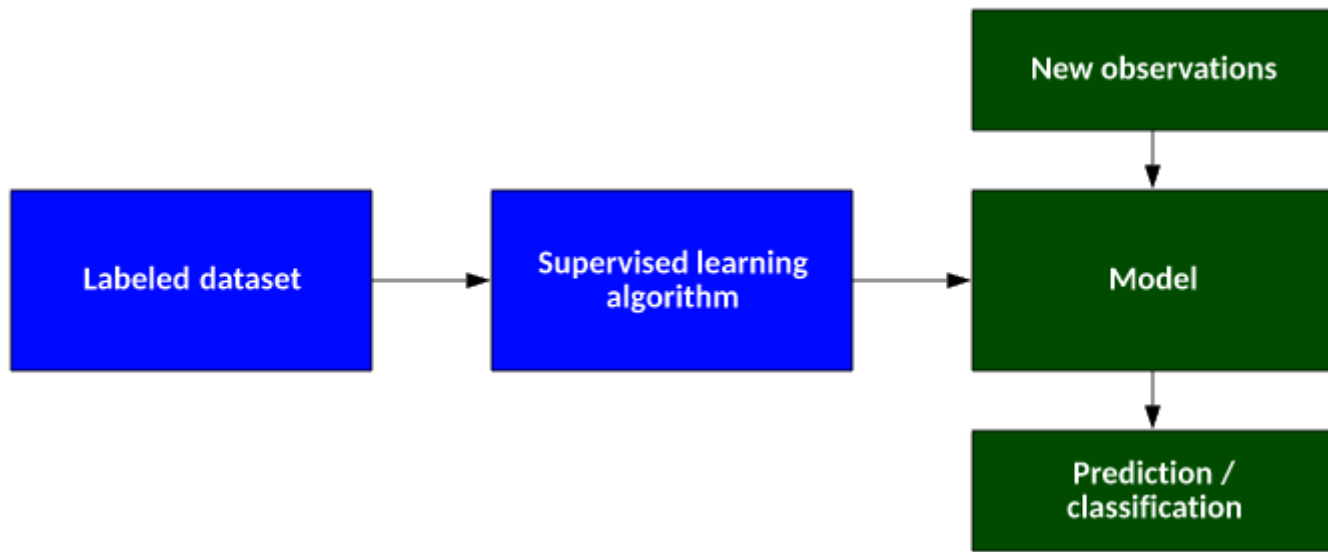 New observations
Labeled dataset
Supervised learning
algorithm
Model
Prediction /
classification